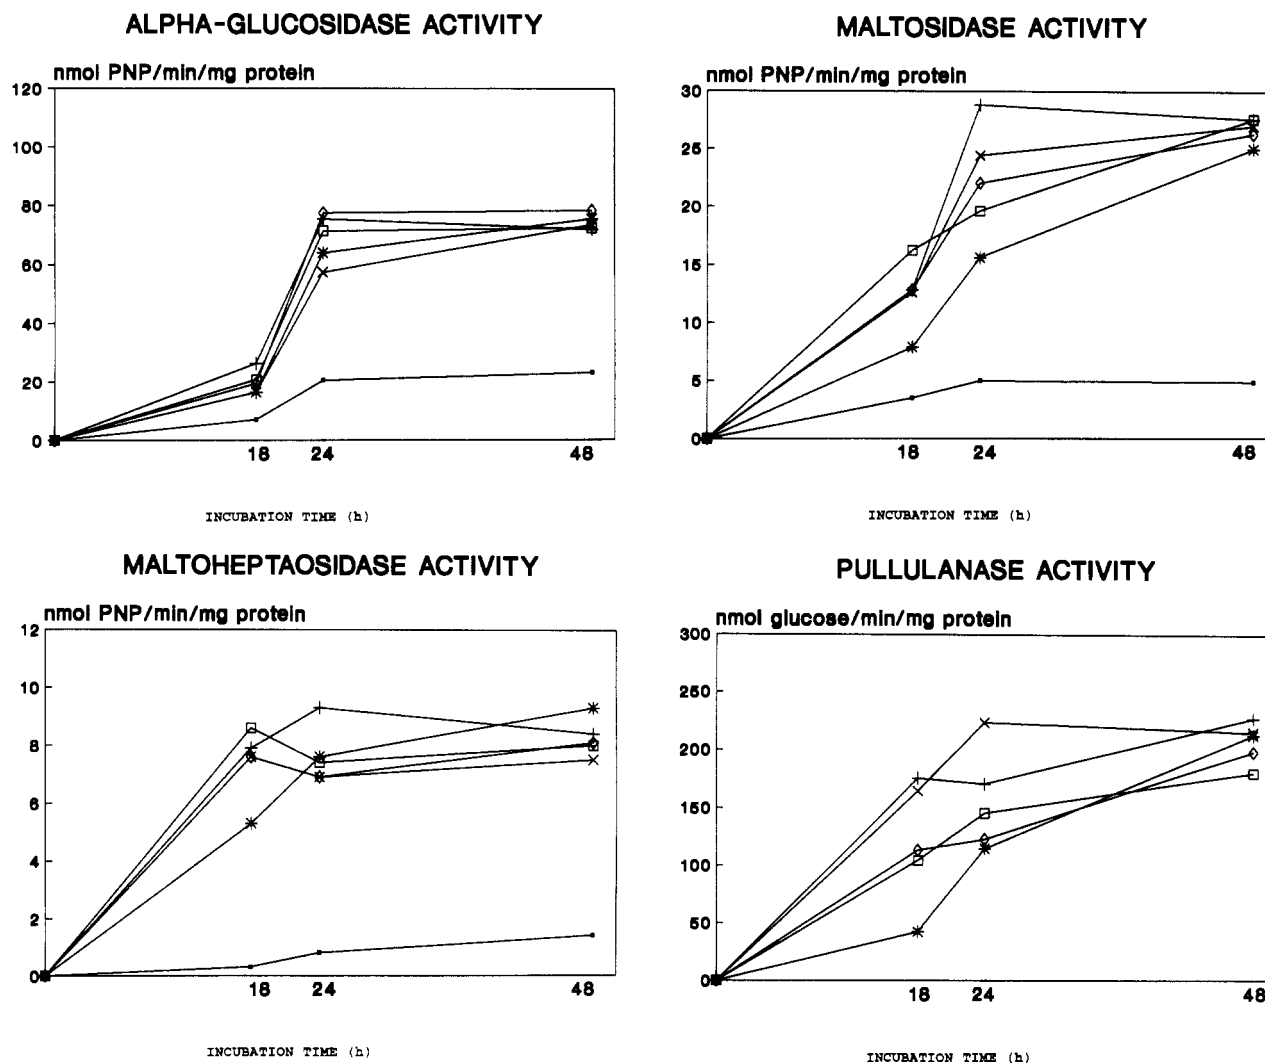 ALPHA-GLUCOSIDASE ACTIVITY
nmol PNP/min/mg protein
120
100
80
60
40
20
0
18 24 48
INCUBATION TIME (h)
MALTOSIDASE ACTIVITY
nmol PNP/min/mg protein
30
25
20
15
10
5
0
18 24 48
INCUBATION TIME (h)
MALTOHEPTAOSIDASE ACTIVITY
nmol PNP/min/mg protein
12
10
8
6
4
2
0
18 24 48
INCUBATION TIME (h)
PULLULANASE ACTIVITY
nmol glucose/min/mg protein
300
250
200
150
100
50
0
18 24 48
INCUBATION TIME (h)